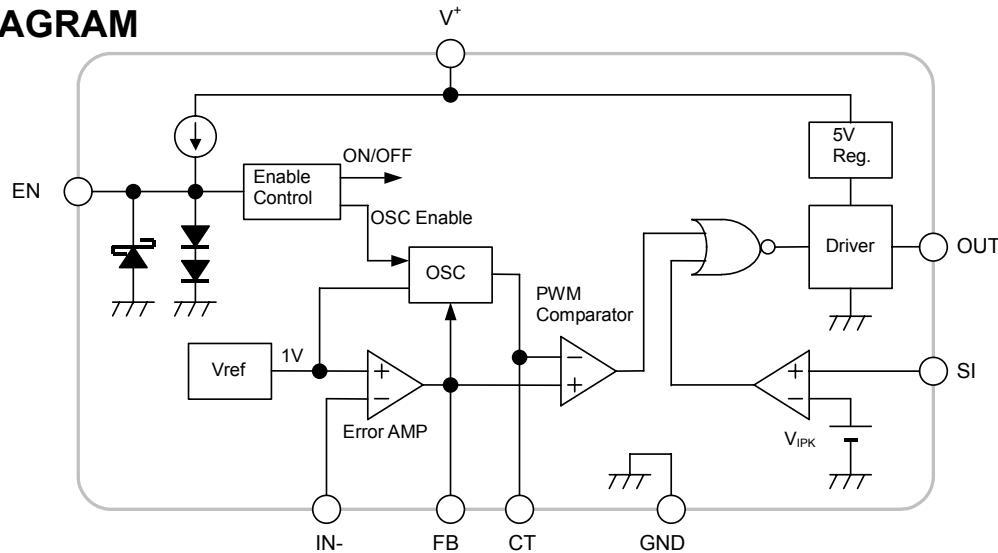 AGRAM
V+
5V
Reg.
ON/OFF
EN
Enable
Control
OSC Enable
OSC
Driver
OUT
PWM
Comparator
Vref
1V
+
−
Error AMP
−
+
+
−
SI
VIPK
IN-
FB
CT
GND